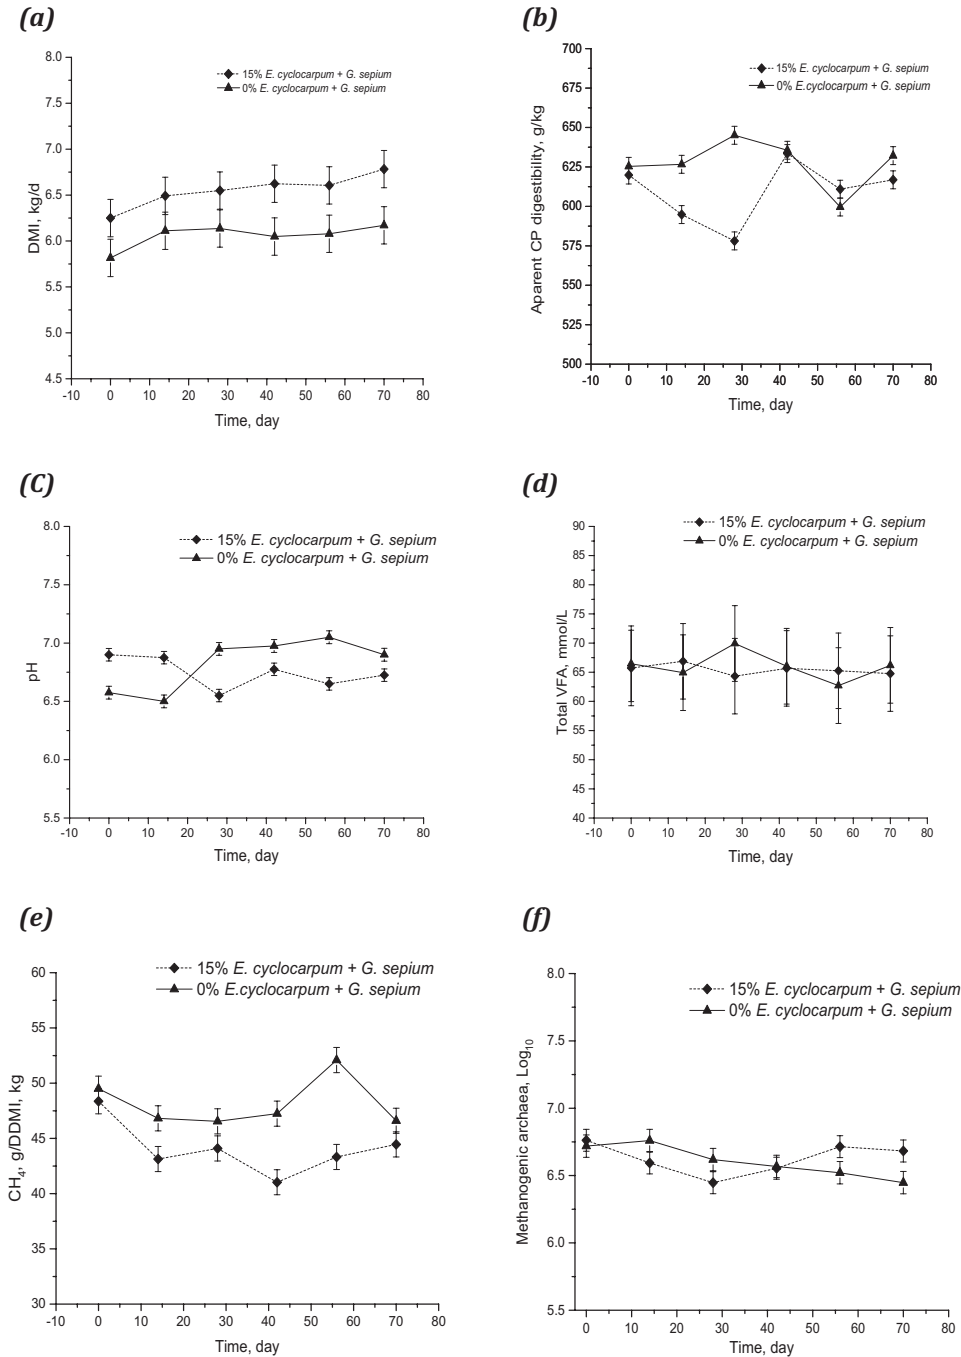 (a)
8.0
7.5
7.0
6.5
6.0
5.5
5.0
4.5
DMI, kg/d
15% E. cyclocarpum + G. sepium
0% E. cyclocarpum + G. sepium
-10 0 10 20 30 40 50 60 70 80
Time, day
(b)
700
675
650
625
600
575
550
525
500
Aparent CP digestibility, g/kg
15% E. cyclocarpum + G. sepium
0% E.cyclocarpum + G. sepium
-10 0 10 20 30 40 50 60 70 80
Time, day
(C)
8.0
7.5
7.0
6.5
6.0
5.5
pH
15% E. cyclocarpum + G. sepium
0% E. cyclocarpum + G. sepium
-10 0 10 20 30 40 50 60 70 80
Time, day
(d)
90
85
80
75
70
65
60
55
50
45
40
Total VFA, mmol/L
15% E. cyclocarpum + G. sepium
0% E. cyclocarpum + G. sepium
-10 0 10 20 30 40 50 60 70 80
Time, day
(e)
60
55
50
45
40
35
30
CH4, g/DDMI, kg
15% E. cyclocarpum + G. sepium
0% E.cyclocarpum + G. sepium
-10 0 10 20 30 40 50 60 70 80
Time, day
(f)
8.0
7.5
7.0
6.5
6.0
5.5
Methanogenic archaea, Log10
15% E. cyclocarpum + G. sepium
0% E. cyclocarpum + G. sepium
0 10 20 30 40 50 60 70 80
Time, day